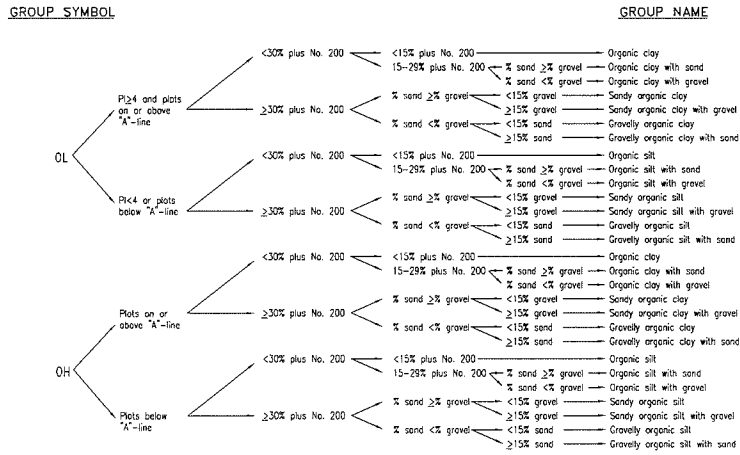 GROUP SYMBOL GROUP NAME
<30% plus No. 200 <15% plus No. 200 Organic clay
15-29% plus No. 200 % sand ≥% gravel Organic clay with sand
% sand <% gravel Organic clay with gravel
PI≥4 and plots
on or above
"A"-line
≥30% plus No. 200 % sand ≥% gravel <15% gravel Sandy organic clay
≥15% gravel Sandy organic clay with gravel
% sand <% gravel <15% sand Gravelly organic clay
≥15% sand Gravelly organic clay with sand
OL
<30% plus No. 200 <15% plus No. 200 Organic silt
15-29% plus No. 200 % sand ≥% gravel Organic silt with sand
% sand <% gravel Organic silt with gravel
PI<4 or plots
below "A"-line
≥30% plus No. 200 % sand ≥% gravel <15% gravel Sandy organic silt
≥15% gravel Sandy organic silt with gravel
% sand <% gravel <15% sand Gravelly organic silt
≥15% sand Gravelly organic silt with sand
<30% plus No. 200 <15% plus No. 200 Organic clay
15-29% plus No. 200 % sand ≥% gravel Organic clay with sand
% sand <% gravel Organic clay with gravel
Plots on or
above "A"-line
≥30% plus No. 200 % sand ≥% gravel <15% gravel Sandy organic clay
≥15% gravel Sandy organic clay with gravel
% sand <% gravel <15% sand Gravelly organic clay
≥15% sand Gravelly organic clay with sand
OH
<30% plus No. 200 <15% plus No. 200 Organic silt
15-29% plus No. 200 % sand ≥% gravel Organic silt with sand
% sand <% gravel Organic silt with gravel
Plots below
"A"-line
≥30% plus No. 200 % sand ≥% gravel <15% gravel Sandy organic silt
≥15% gravel Sandy organic silt with gravel
% sand <% gravel <15% sand Gravelly organic silt
≥15% sand Gravelly organic silt with sand